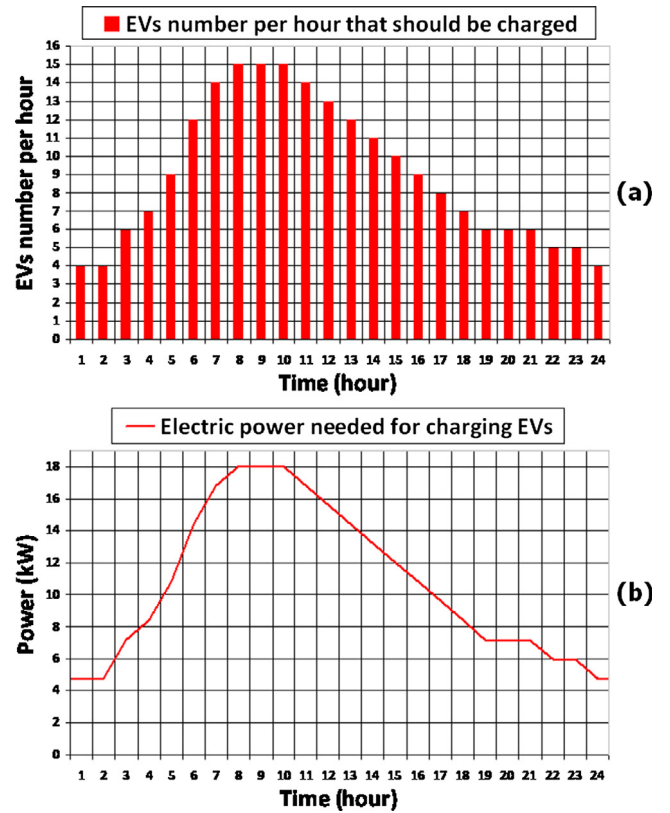 EVs number per hour that should be charged
16
15
14
13
12
11
10
9
8
7
6
5
4
3
2
1
0
EVs number per hour
1 2 3 4 5 6 7 8 9 10 11 12 13 14 15 16 17 18 19 20 21 22 23 24
Time (hour)
(a)
Electric power needed for charging EVs
18
16
14
12
10
8
6
4
2
0
Power (kW)
1 2 3 4 5 6 7 8 9 10 11 12 13 14 15 16 17 18 19 20 21 22 23 24
Time (hour)
(b)